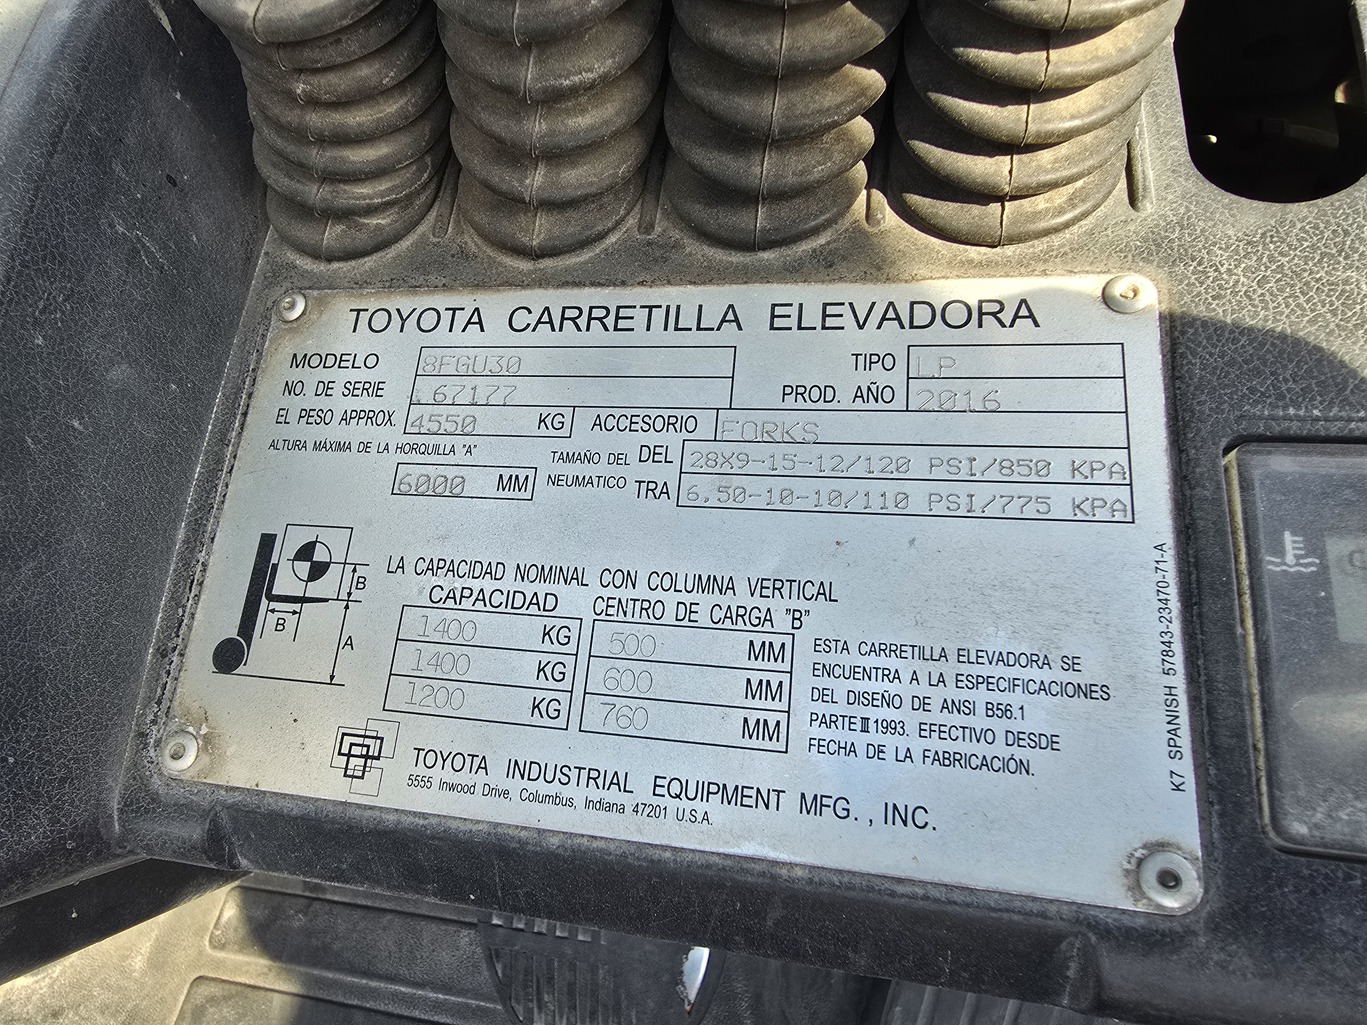 TOYOTA CARRETILLA ELEVADORA
MODELO 8FGU30 TIPO LP
NO. DE SERIE 67177 PROD. AÑO 2016
EL PESO APPROX. 4550 KG ACCESORIO FORKS
ALTURA MÁXIMA DE LA HORQUILLA "A" 6000 MM
TAMAÑO DEL NEUMATICO
DEL 28X9-15-12/120 PSI/850 KPA
TRA 6.50-10-10/110 PSI/775 KPA
B
B
A
LA CAPACIDAD NOMINAL CON COLUMNA VERTICAL
CAPACIDAD CENTRO DE CARGA "B"
1400 KG 500 MM
1400 KG 600 MM
1200 KG 760 MM
ESTA CARRETILLA ELEVADORA SE
ENCUENTRA A LA ESPECIFICACIONES
DEL DISEÑO DE ANSI B56.1
PARTE III 1993. EFECTIVO DESDE
FECHA DE LA FABRICACIÓN.
TOYOTA INDUSTRIAL EQUIPMENT MFG., INC.
5555 Inwood Drive, Columbus, Indiana 47201 U.S.A.
K7 SPANISH 57843-23470-71-A